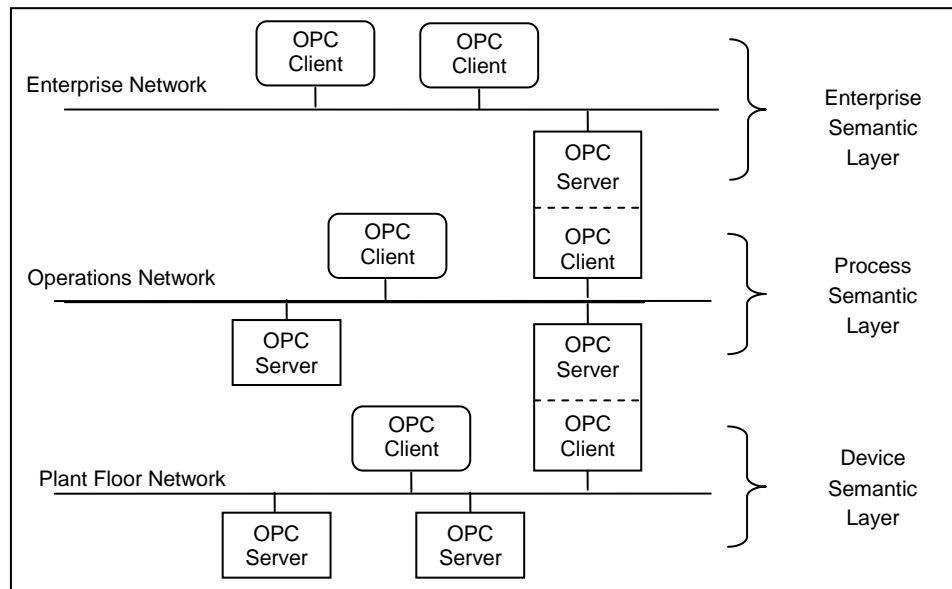 OPC
Client
OPC
Client
Enterprise Network
Enterprise
Semantic
Layer
OPC
Server
OPC
Client
OPC
Client
Operations Network
Process
Semantic
Layer
OPC
Server
OPC
Server
OPC
Client
OPC
Client
Plant Floor Network
Device
Semantic
Layer
OPC
Server
OPC
Server